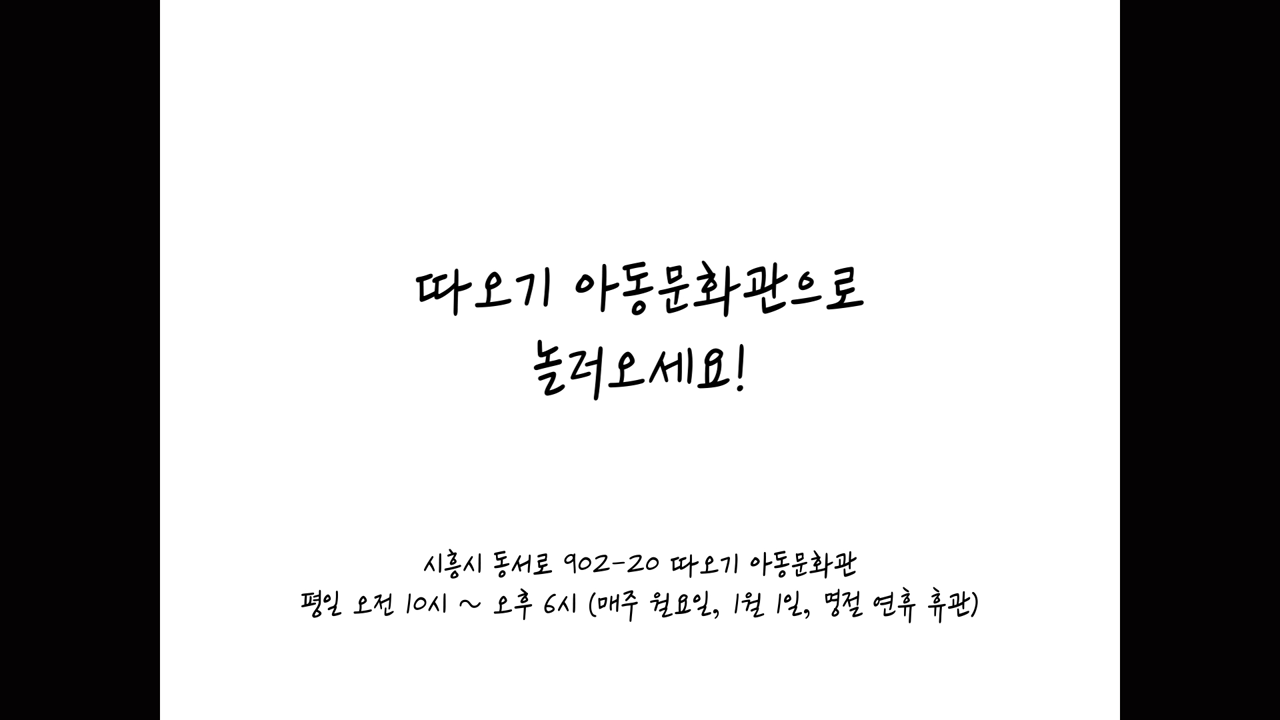 따오기 아동문화관으로
놀러오세요!
시흥시 동서로 902-20 따오기 아동문화관
평일 오전 10시 ~ 오후 6시 (매주 월요일, 1월 1일, 명절 연휴 휴관)